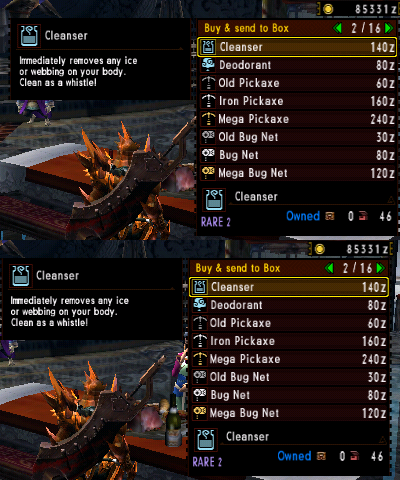 85331z
Cleanser
Immediately removes any ice
or webbing on your body.
Clean as a whistle!
Buy & send to Box 2/16
Cleanser 140z
Deodorant 80z
Old Pickaxe 60z
Iron Pickaxe 160z
Mega Pickaxe 240z
Old Bug Net 30z
Bug Net 80z
Mega Bug Net 120z
Cleanser
RARE 2
Owned 0 46
85331z
Cleanser
Immediately removes any ice
or webbing on your body.
Clean as a whistle!
Buy & send to Box 2/16
Cleanser 140z
Deodorant 80z
Old Pickaxe 60z
Iron Pickaxe 160z
Mega Pickaxe 240z
Old Bug Net 30z
Bug Net 80z
Mega Bug Net 120z
Cleanser
RARE 2
Owned 0 46